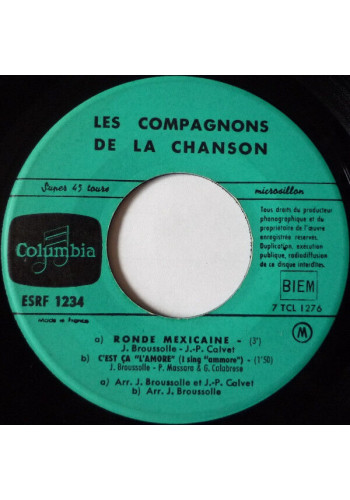 LES COMPAGNONS
DE LA CHANSON
Super 45 tours
microsillon
Columbia
ESRF 1234
Made in France
Tous droits du producteur
phonographique et du
propriétaire de l'œuvre
enregistrée réservés.
Duplication, exécution
publique, radiodiffusion
de ce disque interdites.
BIEM
7 TCL 1276
M
a) RONDE MEXICAINE - (3')
J. Broussolle - J.-P. Calvet
b) C'EST ÇA "L'AMORE" (I sing "ammore") - (1'50)
J. Broussolle - P. Massara & G. Calabrese
a) Arr. J. Broussolle et J.-P. Calvet
b) Arr. J. Broussolle